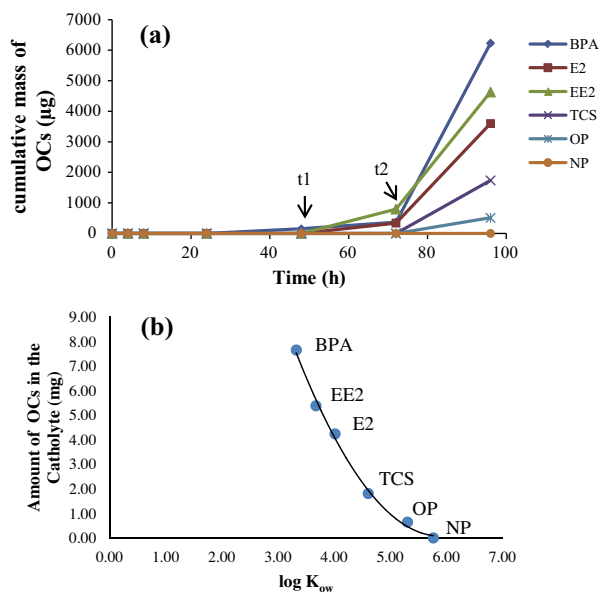 (a)
cumulative mass of
OCs (µg)
7000
6000
5000
4000
3000
2000
1000
0
t1
t2
0
20
40
60
80
100
Time (h)
BPA
E2
EE2
TCS
OP
NP
(b)
Amount of OCs in the
Catholyte (mg)
9.00
8.00
7.00
6.00
5.00
4.00
3.00
2.00
1.00
0.00
BPA
EE2
E2
TCS
OP
NP
0.00
1.00
2.00
3.00
4.00
5.00
6.00
7.00
log Kow